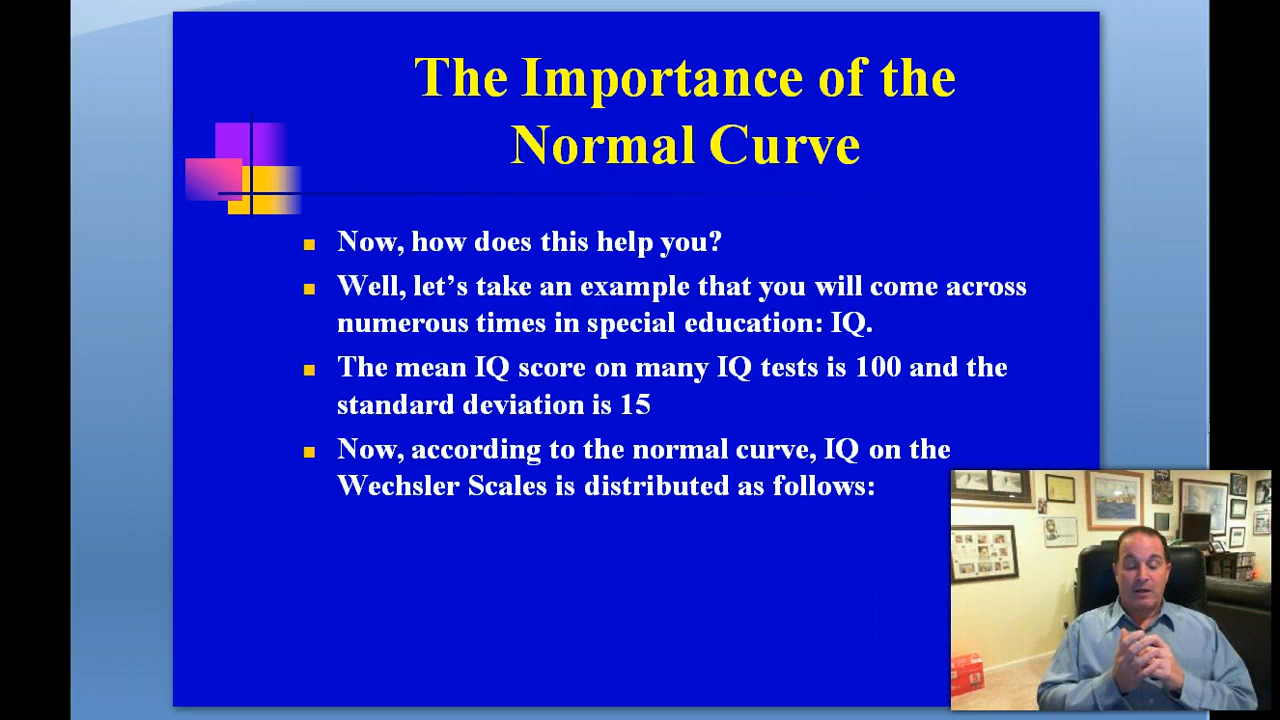 The Importance of the
Normal Curve
Now, how does this help you?
Well, let’s take an example that you will come across
numerous times in special education: IQ.
The mean IQ score on many IQ tests is 100 and the
standard deviation is 15
Now, according to the normal curve, IQ on the
Wechsler Scales is distributed as follows: